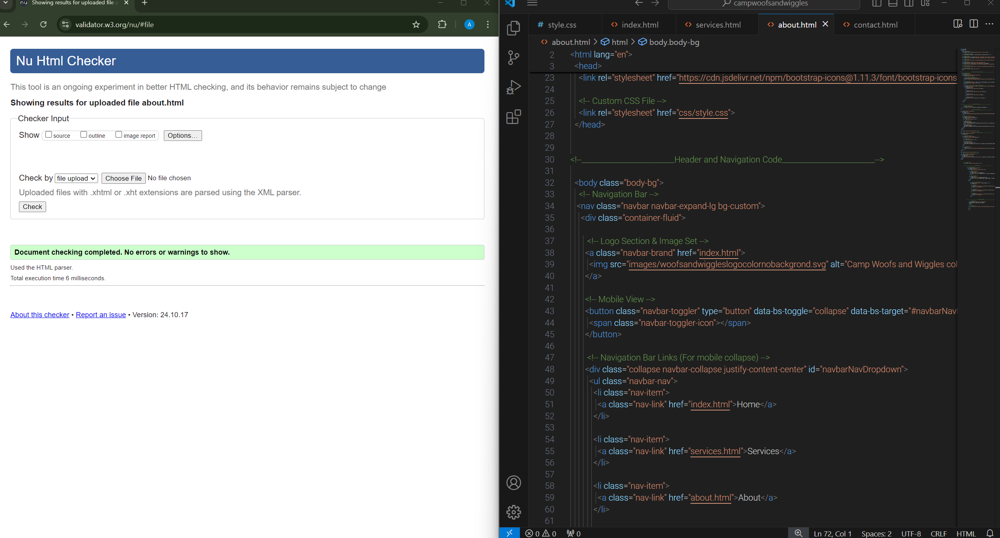 nu Showing results for uploaded file a
validator.w3.org/nu/#file
A
Nu Html Checker
This tool is an ongoing experiment in better HTML checking, and its behavior remains subject to change
Showing results for uploaded file about.html
Checker Input
Show source outline image report Options...
Check by file upload Choose File No file chosen
Uploaded files with .xhtml or .xht extensions are parsed using the XML parser.
Check
Document checking completed. No errors or warnings to show.
Used the HTML parser.
Total execution time 6 milliseconds.
About this checker • Report an issue • Version: 24.10.17
campwoofsandwiggles
# style.css <> index.html <> services.html <> about.html <> contact.html
<> about.html > html > body.body-bg
2 <html lang="en">
3 <head>
23 <link rel="stylesheet" href="https://cdn.jsdelivr.net/npm/bootstrap-icons@1.11.3/font/bootstrap-icons
24
25 <!-- Custom CSS File -->
26 <link rel="stylesheet" href="css/style.css">
27 </head>
28
29
30 <!--______________________Header and Navigation Code______________________-->
31
32 <body class="body-bg">
33 <!-- Navigation Bar -->
34 <nav class="navbar navbar-expand-lg bg-custom">
35 <div class="container-fluid">
36
37 <!-- Logo Section & Image Set -->
38 <a class="navbar-brand" href="index.html">
39 <img src="images/woofsandwiggleslogocolornobackgrond.svg" alt="Camp Woofs and Wiggles col
40 </a>
41
42 <!-- Mobile View -->
43 <button class="navbar-toggler" type="button" data-bs-toggle="collapse" data-bs-target="#navbarNav
44 <span class="navbar-toggler-icon"></span>
45 </button>
46
47 <!-- Navigation Bar Links (For mobile collapse) -->
48 <div class="collapse navbar-collapse justify-content-center" id="navbarNavDropdown">
49 <ul class="navbar-nav">
50 <li class="nav-item">
51 <a class="nav-link" href="index.html">Home</a>
52 </li>
53
54 <li class="nav-item">
55 <a class="nav-link" href="services.html">Services</a>
56 </li>
57
58 <li class="nav-item">
59 <a class="nav-link" href="about.html">About</a>
60 </li>
61
0 0 0 Ln 72, Col 1 Spaces: 2 UTF-8 CRLF HTML